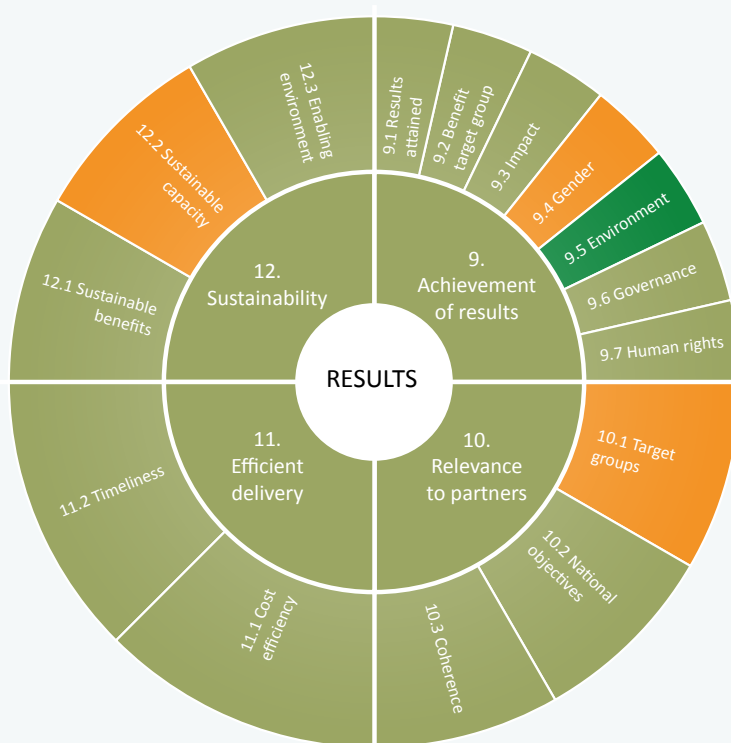 RESULTS
9.
Achievement
of results
9.1 Results
attained
9.2 Benefit
target group
9.3 Impact
9.4 Gender
9.5 Environment
9.6 Governance
9.7 Human rights
10.
Relevance
to partners
10.1 Target
groups
10.2 National
objectives
10.3 Coherence
11.
Efficient
delivery
11.1 Cost
efficiency
11.2 Timeliness
12.
Sustainability
12.1 Sustainable
benefits
12.2 Sustainable
capacity
12.3 Enabling
environment